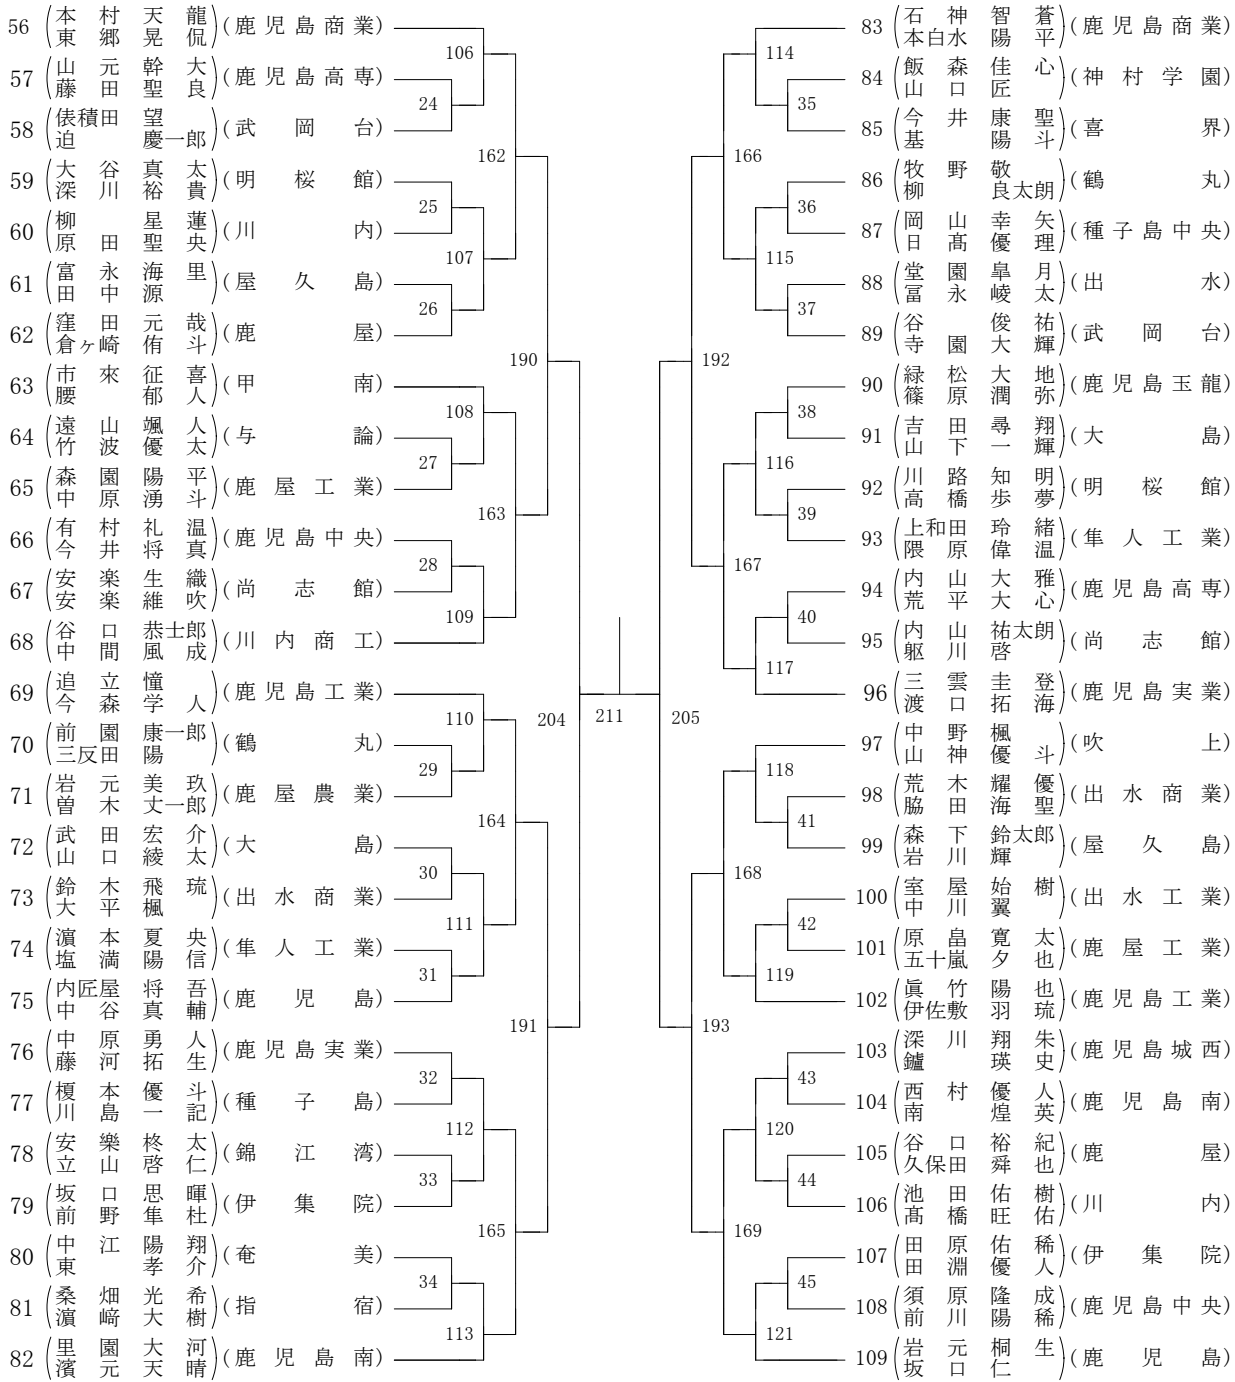 56 (本村天龍 東郷晃侃) (鹿児島商業)
57 (山元幹大 藤田聖良) (鹿児島高専)
58 (俵積田望 迫慶一郎) (武岡台)
59 (大谷真太 深川裕貴) (明桜館)
60 (柳星蓮 原田聖央) (川内)
61 (富永海里 田中源) (屋久島)
62 (窪田元哉 倉ヶ崎侑斗) (鹿屋)
63 (市來征喜 腰郁人) (甲南)
64 (遠山颯人 竹波優太) (与論)
65 (森園陽平 中原湧斗) (鹿屋工業)
66 (有村礼温 今井将真) (鹿児島中央)
67 (安楽生織 安楽維吹) (尚志館)
68 (谷口恭士郎 中間風成) (川内商工)
69 (追立憧 今森学人) (鹿児島工業)
70 (前園康一郎 三反田陽) (鶴丸)
71 (岩元美玖 曽木丈一郎) (鹿屋農業)
72 (武田宏介 山口綾太) (大島)
73 (鈴木飛琉 大平楓) (出水商業)
74 (濵本夏央 塩満陽信) (隼人工業)
75 (内匠屋将吾 中谷真輔) (鹿児島)
76 (中原勇人 藤河拓生) (鹿児島実業)
77 (榎本優斗 川島一記) (種子島)
78 (安樂柊太 立山啓仁) (錦江湾)
79 (坂口思暉 前野隼杜) (伊集院)
80 (中江陽翔 東孝介) (奄美)
81 (桑畑光希 濵﨑大樹) (指宿)
82 (里園大河 濱元天晴) (鹿児島南)
106
24
162
25
107
26
190
108
27
163
28
109
110
204
29
164
30
111
31
191
32
112
33
165
34
113
211
83 (石神智蒼 本白水陽平) (鹿児島商業)
84 (飯森佳心 山口匠) (神村学園)
85 (今井康聖 基陽斗) (喜界)
86 (牧野敬 柳良太朗) (鶴丸)
87 (岡山幸矢 日髙優理) (種子島中央)
88 (堂園皐月 冨永崚太) (出水)
89 (谷俊祐 寺園大輝) (武岡台)
90 (緑松大地 篠原潤弥) (鹿児島玉龍)
91 (吉田尋翔 山下一輝) (大島)
92 (川路知明 高橋歩夢) (明桜館)
93 (上和田玲緒 隈原偉温) (隼人工業)
94 (内山大雅 荒平大心) (鹿児島高専)
95 (内山祐太朗 躯川啓) (尚志館)
96 (三雲圭登 渡口拓海) (鹿児島実業)
97 (中野楓 山神優斗) (吹上)
98 (荒木耀優 脇田海聖) (出水商業)
99 (森下鈴太郎 岩川輝) (屋久島)
100 (室屋始樹 中川翼) (出水工業)
101 (原畠寛太 五十嵐夕也) (鹿屋工業)
102 (眞竹陽也 伊佐敷羽琉) (鹿児島工業)
103 (深川翔朱 鑪瑛史) (鹿児島城西)
104 (西村優人 南煌英) (鹿児島南)
105 (谷口裕紀 久保田舜也) (鹿屋)
106 (池田佑樹 髙橋旺佑) (川内)
107 (田原佑稀 田淵優人) (伊集院)
108 (須原隆成 前川陽稀) (鹿児島中央)
109 (岩元桐生 坂口仁) (鹿児島)
114
35
166
36
115
37
192
38
116
39
167
40
117
205
118
41
168
42
119
193
43
120
44
169
45
121